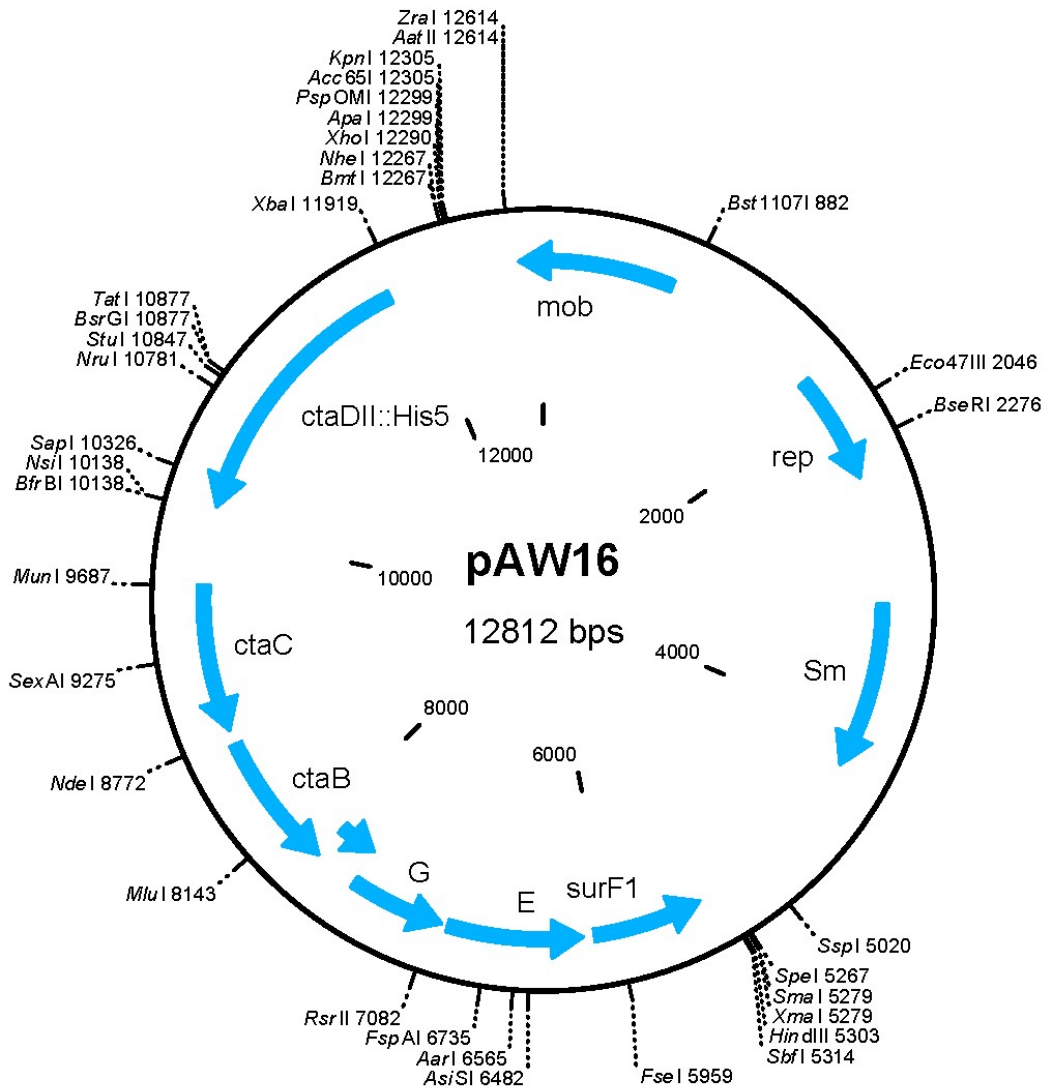 ZraI 12614
AatII 12614
KpnI 12305
Acc65I 12305
PspOMI 12299
ApaI 12299
XhoI 12290
NheI 12267
BmtI 12267
XbaI 11919
Bst1107I 882
mob
TatI 10877
BsrGI 10877
StuI 10847
NruI 10781
Eco47III 2046
BseRI 2276
ctaDII::His5
rep
12000
2000
SapI 10326
NsiI 10138
BfrBI 10138
pAW16
12812 bps
10000
MunI 9687
ctaC
4000
Sm
SexAI 9275
8000
6000
NdeI 8772
ctaB
MluI 8143
G
E
surF1
SspI 5020
SpeI 5267
SmaI 5279
XmaI 5279
HindIII 5303
SbfI 5314
RsrII 7082
FspAI 6735
AarI 6565
AsiSI 6482
FseI 5959